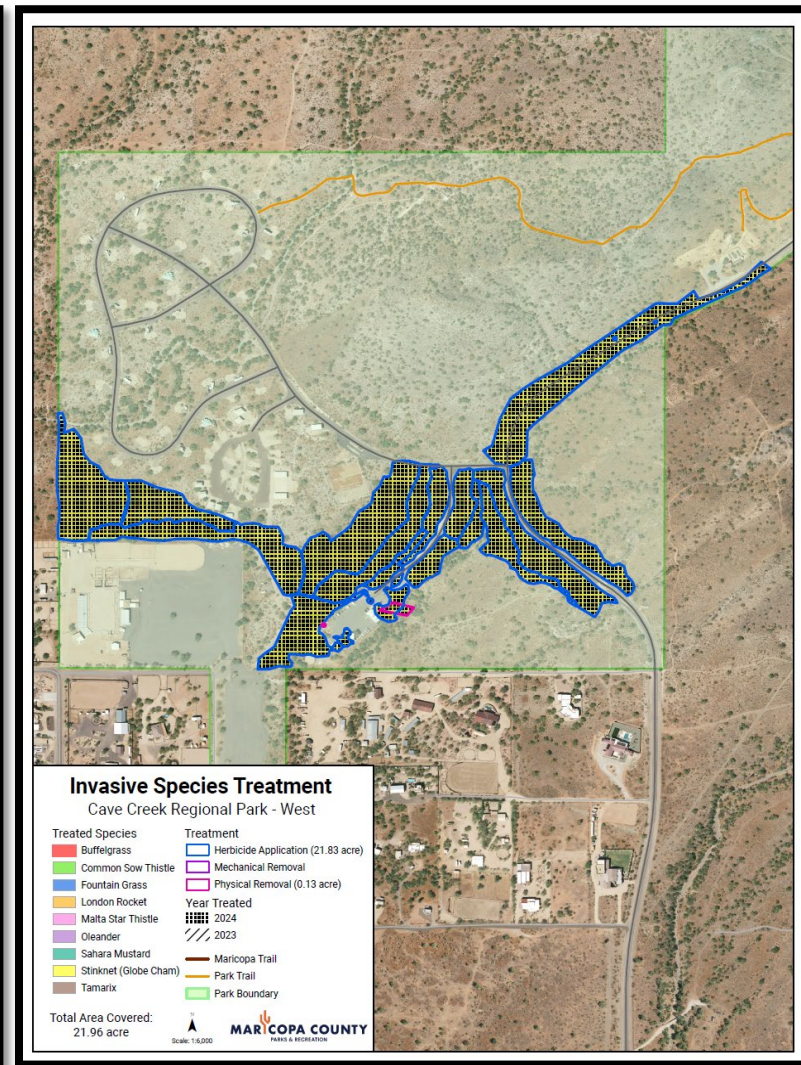 Invasive Species Treatment
Cave Creek Regional Park - West
Treated Species
Buffelgrass
Common Sow Thistle
Fountain Grass
London Rocket
Malta Star Thistle
Oleander
Sahara Mustard
Stinknet (Globe Cham)
Tamarix
Treatment
Herbicide Application (21.83 acre)
Mechanical Removal
Physical Removal (0.13 acre)
Year Treated
2024
2023
Maricopa Trail
Park Trail
Park Boundary
Total Area Covered:
21.96 acre
N
Scale: 1:6,000
MARICOPA COUNTY
PARKS & RECREATION